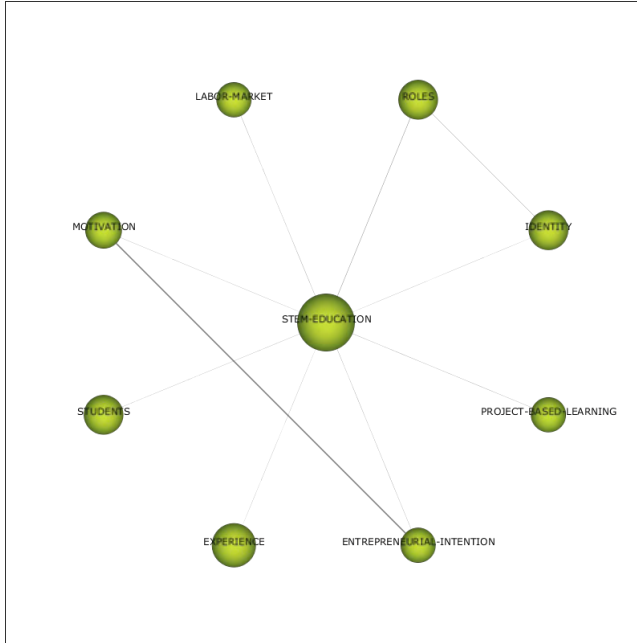 LABOR-MARKET
ROLES
MOTIVATION
IDENTITY
STEM-EDUCATION
STUDENTS
PROJECT-BASED-LEARNING
EXPERIENCE
ENTREPRENEURIAL-INTENTION